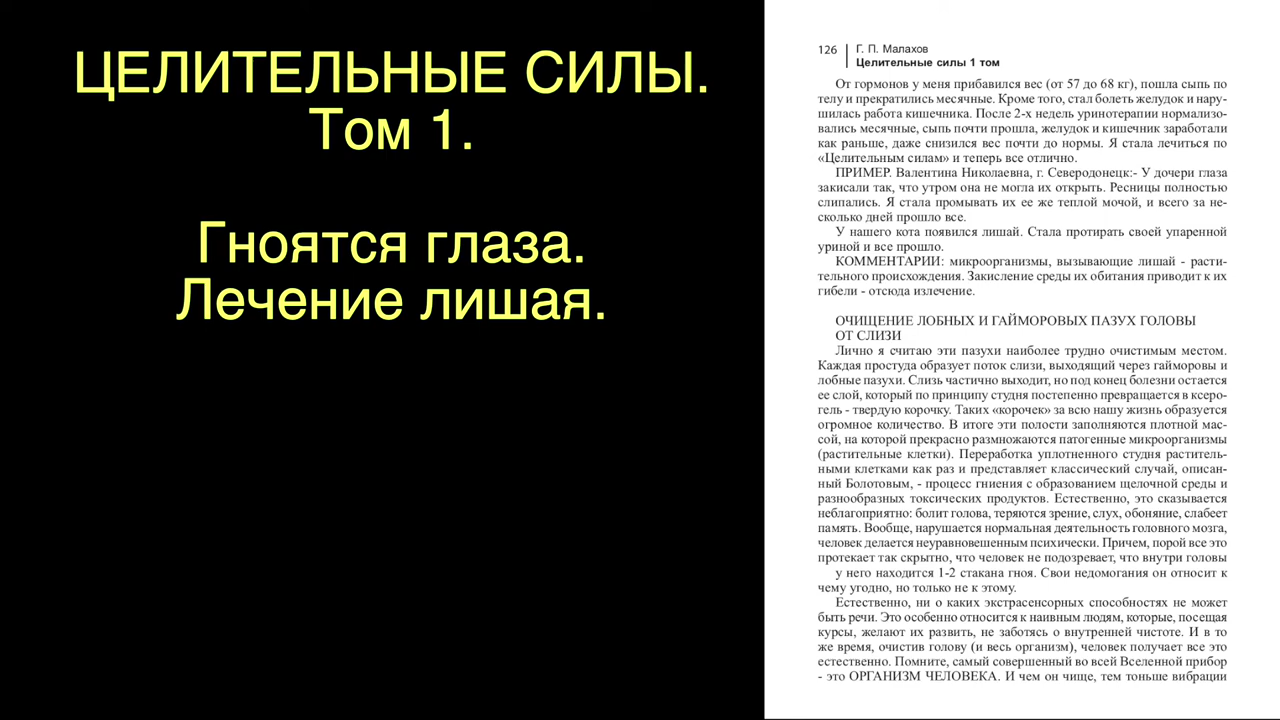 ЦЕЛИТЕЛЬНЫЕ СИЛЫ.
Том 1.
Гноятся глаза.
Лечение лишая.
126 Г. П. Малахов
Целительные силы 1 том
От гормонов у меня прибавился вес (от 57 до 68 кг), пошла сыпь по
телу и прекратились месячные. Кроме того, стал болеть желудок и нару-
шилась работа кишечника. После 2-х недель уринотерапии нормализо-
вались месячные, сыпь почти прошла, желудок и кишечник заработали
как раньше, даже снизился вес почти до нормы. Я стала лечиться по
«Целительным силам» и теперь все отлично.
ПРИМЕР. Валентина Николаевна, г. Северодонецк:- У дочери глаза
закисали так, что утром она не могла их открыть. Ресницы полностью
слипались. Я стала промывать их ее же теплой мочой, и всего за не-
сколько дней прошло все.
У нашего кота появился лишай. Стала протирать своей упаренной
уриной и все прошло.
КОММЕНТАРИИ: микроорганизмы, вызывающие лишай - расти-
тельного происхождения. Закисление среды их обитания приводит к их
гибели - отсюда излечение.
ОЧИЩЕНИЕ ЛОБНЫХ И ГАЙМОРОВЫХ ПАЗУХ ГОЛОВЫ
ОТ СЛИЗИ
Лично я считаю эти пазухи наиболее трудно очистимым местом.
Каждая простуда образует поток слизи, выходящий через гайморовы и
лобные пазухи. Слизь частично выходит, но под конец болезни остается
ее слой, который по принципу студня постепенно превращается в ксеро-
гель - твердую корочку. Таких «корочек» за всю нашу жизнь образуется
огромное количество. В итоге эти полости заполняются плотной мас-
сой, на которой прекрасно размножаются патогенные микроорганизмы
(растительные клетки). Переработка уплотненного студня раститель-
ными клетками как раз и представляет классический случай, описан-
ный Болотовым, - процесс гниения с образованием щелочной среды и
разнообразных токсических продуктов. Естественно, это сказывается
неблагоприятно: болит голова, теряются зрение, слух, обоняние, слабеет
память. Вообще, нарушается нормальная деятельность головного мозга,
человек делается неуравновешенным психически. Причем, порой все это
протекает так скрытно, что человек не подозревает, что внутри головы
у него находится 1-2 стакана гноя. Свои недомогания он относит к
чему угодно, но только не к этому.
Естественно, ни о каких экстрасенсорных способностях не может
быть речи. Это особенно относится к наивным людям, которые, посещая
курсы, желают их развить, не заботясь о внутренней чистоте. И в то
же время, очистив голову (и весь организм), человек получает все это
естественно. Помните, самый совершенный во всей Вселенной прибор
- это ОРГАНИЗМ ЧЕЛОВЕКА. И чем он чище, тем тоньше вибрации